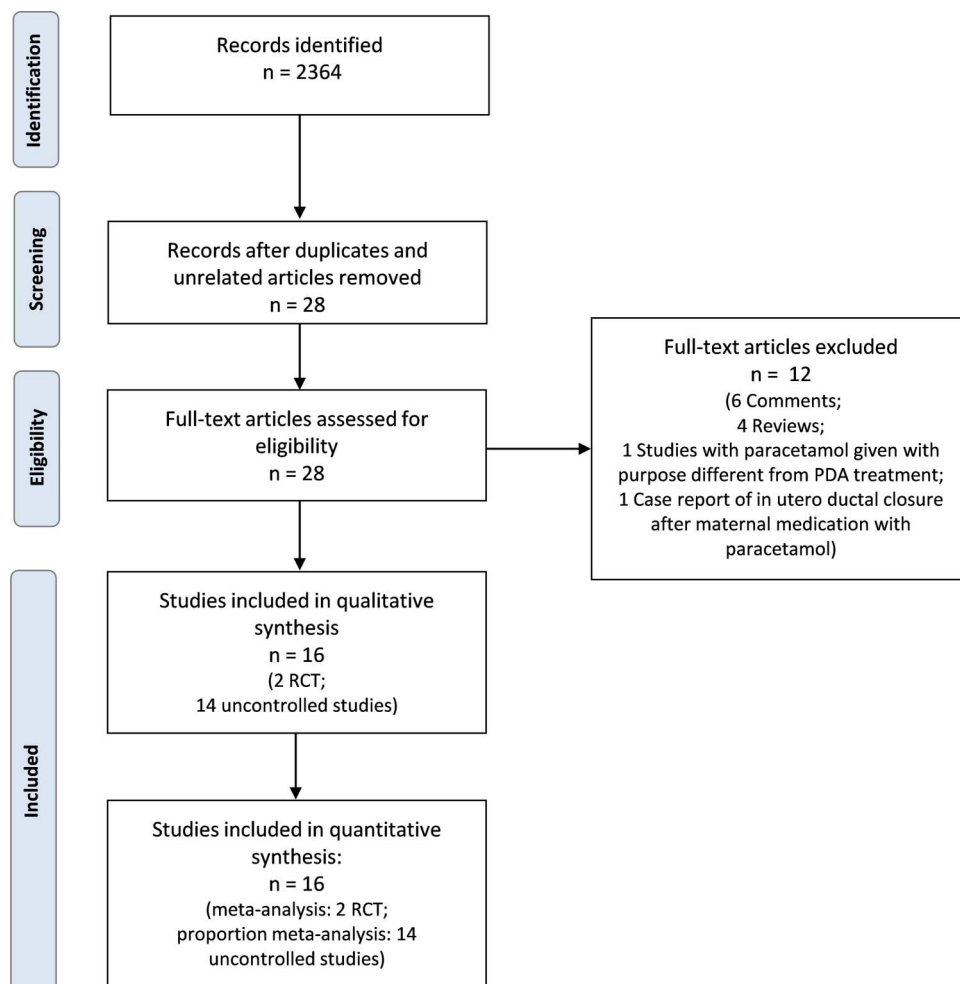 Identification
Records identified
n = 2364
Screening
Records after duplicates and
unrelated articles removed
n = 28
Eligibility
Full-text articles assessed for
eligibility
n = 28
Full-text articles excluded
n =  12
(6 Comments;
4 Reviews;
1 Studies with paracetamol given with
purpose different from PDA treatment;
1 Case report of in utero ductal closure
after maternal medication with
paracetamol)
Included
Studies included in qualitative
synthesis
n = 16
(2 RCT;
14 uncontrolled studies)
Studies included in quantitative
synthesis:
n = 16
(meta-analysis: 2 RCT;
proportion meta-analysis: 14
uncontrolled studies)